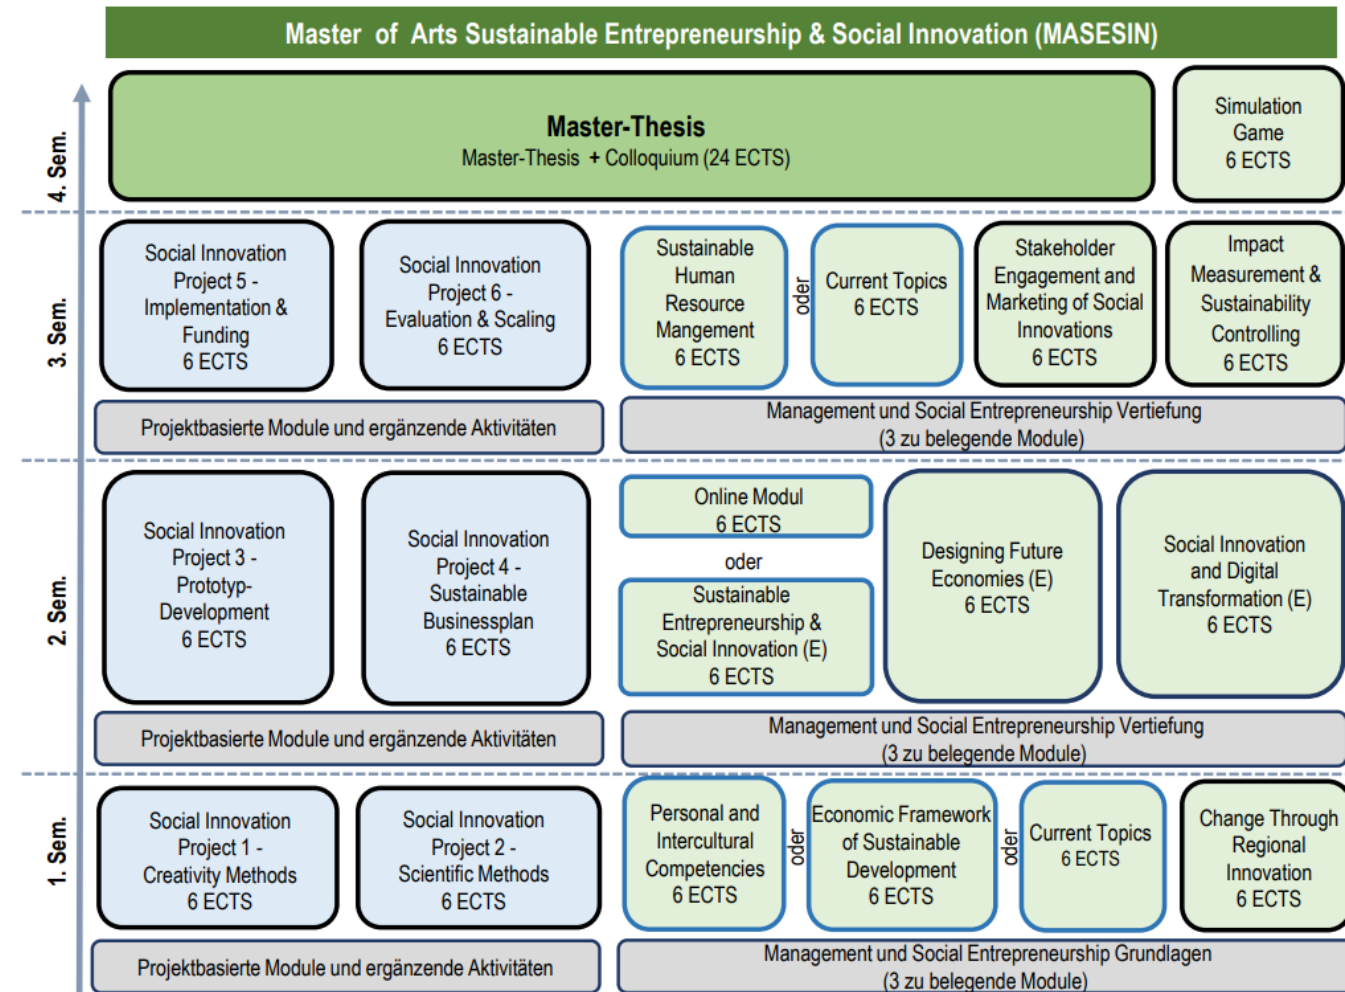 Master of Arts Sustainable Entrepreneurship & Social Innovation (MASESIN)
4. Sem.
Master-Thesis
Master-Thesis + Colloquium (24 ECTS)
Simulation
Game
6 ECTS
3. Sem.
Social Innovation
Project 5 -
Implementation &
Funding
6 ECTS
Social Innovation
Project 6 -
Evaluation & Scaling
6 ECTS
Sustainable
Human
Resource
Mangement
6 ECTS
oder
Current Topics
6 ECTS
Stakeholder
Engagement and
Marketing of Social
Innovations
6 ECTS
Impact
Measurement &
Sustainability
Controlling
6 ECTS
Projektbasierte Module und ergänzende Aktivitäten
Management und Social Entrepreneurship Vertiefung
(3 zu belegende Module)
2. Sem.
Social Innovation
Project 3 -
Prototyp-
Development
6 ECTS
Social Innovation
Project 4 -
Sustainable
Businessplan
6 ECTS
Online Modul
6 ECTS
oder
Sustainable
Entrepreneurship &
Social Innovation (E)
6 ECTS
Designing Future
Economies (E)
6 ECTS
Social Innovation
and Digital
Transformation (E)
6 ECTS
Projektbasierte Module und ergänzende Aktivitäten
Management und Social Entrepreneurship Vertiefung
(3 zu belegende Module)
1. Sem.
Social Innovation
Project 1 -
Creativity Methods
6 ECTS
Social Innovation
Project 2 -
Scientific Methods
6 ECTS
Personal and
Intercultural
Competencies
6 ECTS
oder
Economic Framework
of Sustainable
Development
6 ECTS
oder
Current Topics
6 ECTS
Change Through
Regional
Innovation
6 ECTS
Projektbasierte Module und ergänzende Aktivitäten
Management und Social Entrepreneurship Grundlagen
(3 zu belegende Module)